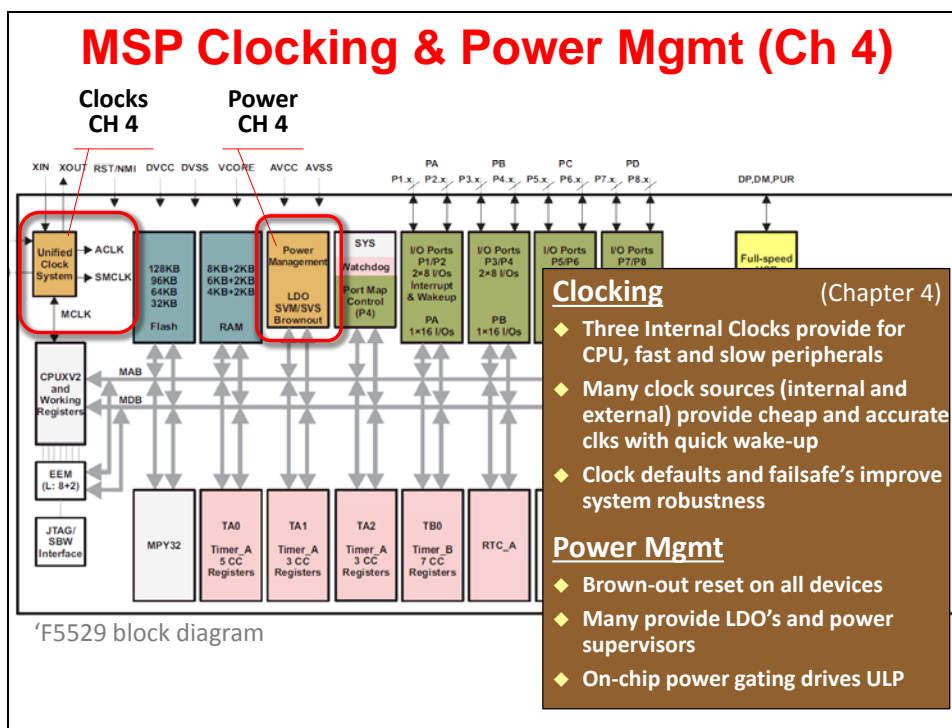 MSP Clocking & Power Mgmt (Ch 4)
Clocks
CH 4
Power
CH 4
XIN
XOUT
RST/NMI
DVCC
DVSS
VCORE
AVCC
AVSS
PA
P1.x
P2.x
PB
P3.x
P4.x
PC
P5.x
P6.x
PD
P7.x
P8.x
DP,DM,PUR
Unified
Clock
System
ACLK
SMCLK
MCLK
128KB
96KB
64KB
32KB
Flash
8KB+2KB
6KB+2KB
4KB+2KB
RAM
Power
Management
LDO
SVM/SVS
Brownout
SYS
Watchdog
Port Map
Control
(P4)
I/O Ports
P1/P2
2×8 I/Os
Interrupt
& Wakeup
PA
1×16 I/Os
I/O Ports
P3/P4
2×8 I/Os
PB
1×16 I/Os
I/O Ports
P5/P6
I/O Ports
P7/P8
Full-speed
CPUXV2
and
Working
Registers
MAB
MDB
EEM
(L: 8+2)
JTAG/
SBW
Interface
MPY32
TA0
Timer_A
5 CC
Registers
TA1
Timer_A
3 CC
Registers
TA2
Timer_A
3 CC
Registers
TB0
Timer_B
7 CC
Registers
RTC_A
'F5529 block diagram
Clocking (Chapter 4)
◆ Three Internal Clocks provide for
CPU, fast and slow peripherals
◆ Many clock sources (internal and
external) provide cheap and accurate
clks with quick wake-up
◆ Clock defaults and failsafe's improve
system robustness
Power Mgmt
◆ Brown-out reset on all devices
◆ Many provide LDO's and power
supervisors
◆ On-chip power gating drives ULP